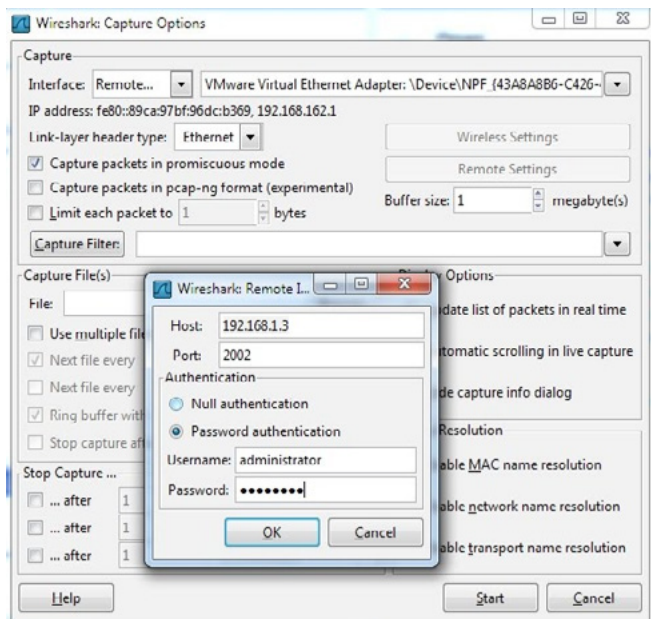 Wireshark: Capture Options
Capture
Interface: Remote... VMware Virtual Ethernet Adapter: \Device\NPF_{43A8A8B6-C426-
IP address: fe80::89ca:97bf:96dc:b369, 192.168.162.1
Link-layer header type: Ethernet
Wireless Settings
Capture packets in promiscuous mode
Remote Settings
Capture packets in pcap-ng format (experimental)
Buffer size: 1 megabyte(s)
Limit each packet to 1 bytes
Capture Filter:
Capture File(s)
Options
File:
date list of packets in real time
Use multiple file
tomatic scrolling in live capture
Next file every
Next file every
de capture info dialog
Ring buffer with
Stop capture aft
Resolution
Stop Capture ...
able MAC name resolution
... after 1
able network name resolution
... after 1
able transport name resolution
... after 1
Wireshark: Remote I...
Host: 192.168.1.3
Port: 2002
Authentication
Null authentication
Password authentication
Username: administrator
Password: ••••••••
OK Cancel
Help Start Cancel